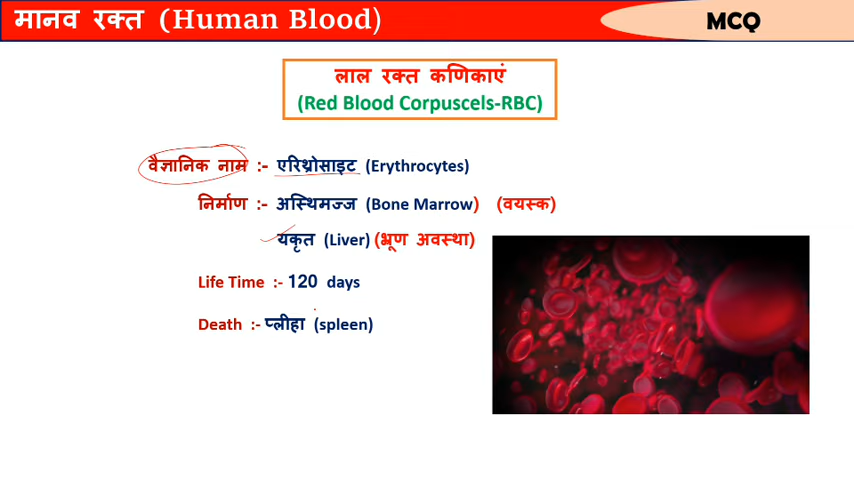 मानव रक्त (Human Blood)
MCQ
लाल रक्त कणिकाएं
(Red Blood Corpuscels-RBC)
वैज्ञानिक नाम :- एरिथ्रोसाइट (Erythrocytes)
निर्माण :- अस्थिमज्ज (Bone Marrow) (वयस्क)
यकृत (Liver) (भ्रूण अवस्था)
Life Time :- 120 days
Death :- प्लीहा (spleen)